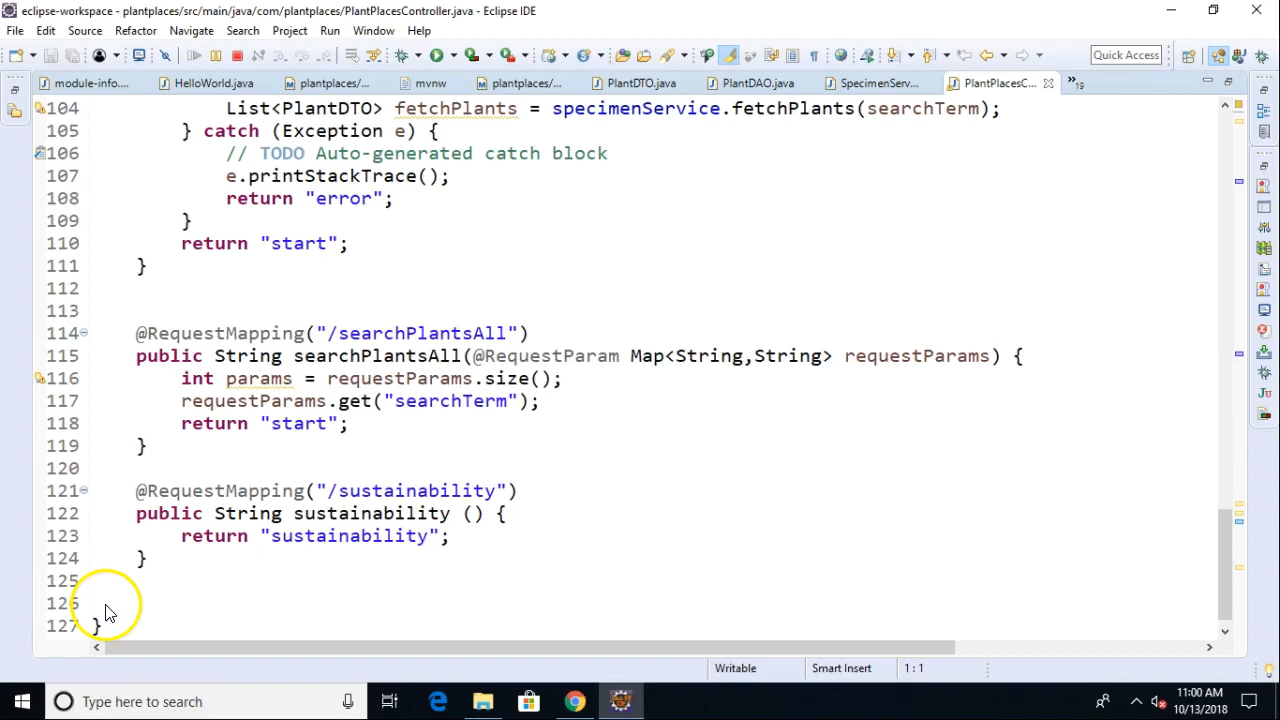 eclipse-workspace - plantplaces/src/main/java/com/plantplaces/PlantPlacesController.java - Eclipse IDE
File Edit Source Refactor Navigate Search Project Run Window Help
Quick Access
module-info.... HelloWorld.java plantplaces/... mvnw plantplaces/... PlantDTO.java PlantDAO.java SpecimenServ... PlantPlacesC... »19
104 List<PlantDTO> fetchPlants = specimenService.fetchPlants(searchTerm);
105 } catch (Exception e) {
106 // TODO Auto-generated catch block
107 e.printStackTrace();
108 return "error";
109 }
110 return "start";
111 }
112
113
114 @RequestMapping("/searchPlantsAll")
115 public String searchPlantsAll(@RequestParam Map<String,String> requestParams) {
116 int params = requestParams.size();
117 requestParams.get("searchTerm");
118 return "start";
119 }
120
121 @RequestMapping("/sustainability")
122 public String sustainability () {
123 return "sustainability";
124 }
125
126
127 }
Writable Smart Insert 1 : 1
Type here to search
11:00 AM
10/13/2018